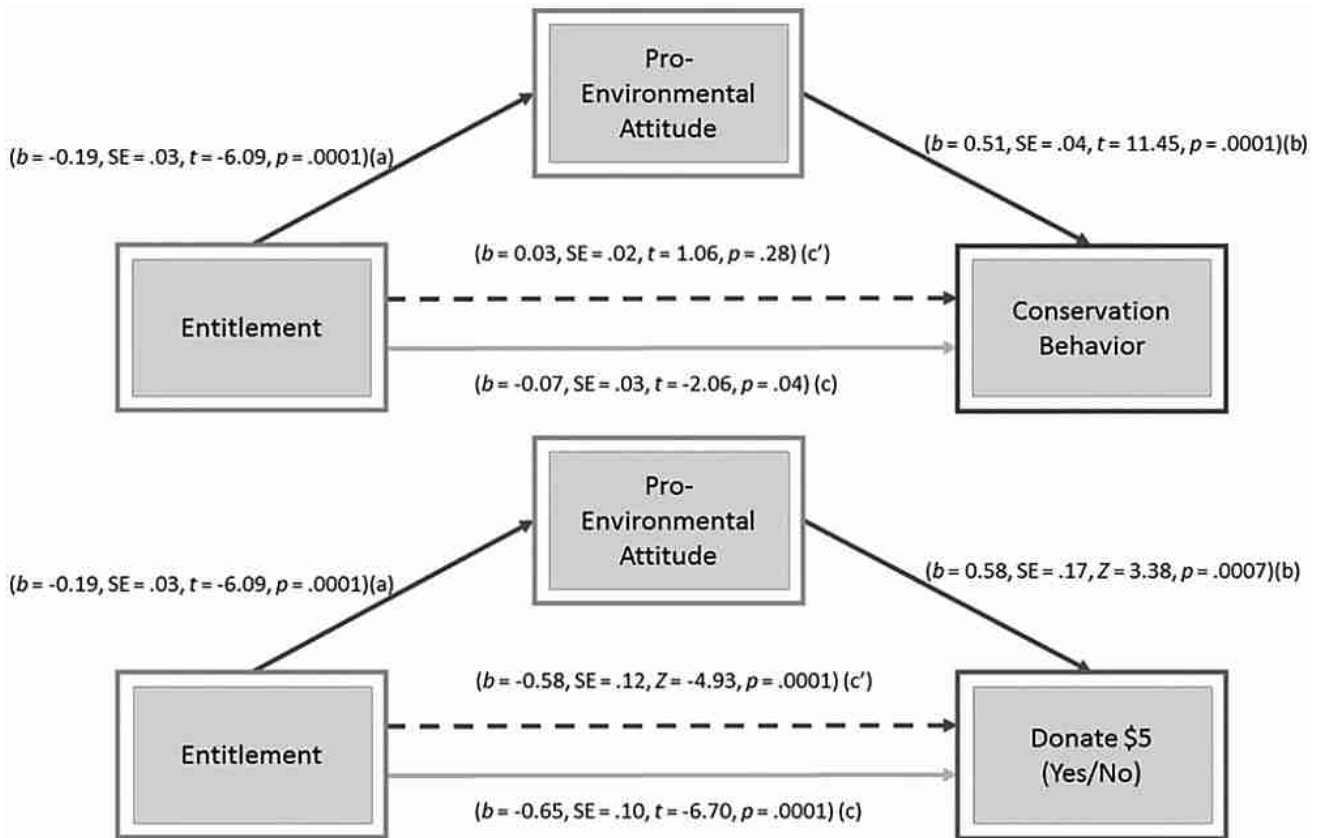 Pro-
Environmental
Attitude
(b = -0.19, SE = .03, t = -6.09, p = .0001)(a)
(b = 0.51, SE = .04, t = 11.45, p = .0001)(b)
(b = 0.03, SE = .02, t = 1.06, p = .28) (c’)
Entitlement
Conservation
Behavior
(b = -0.07, SE = .03, t = -2.06, p = .04) (c)
Pro-
Environmental
Attitude
(b = -0.19, SE = .03, t = -6.09, p = .0001)(a)
(b = 0.58, SE = .17, Z = 3.38, p = .0007)(b)
(b = -0.58, SE = .12, Z = -4.93, p = .0001) (c’)
Entitlement
Donate $5
(Yes/No)
(b = -0.65, SE = .10, t = -6.70, p = .0001) (c)